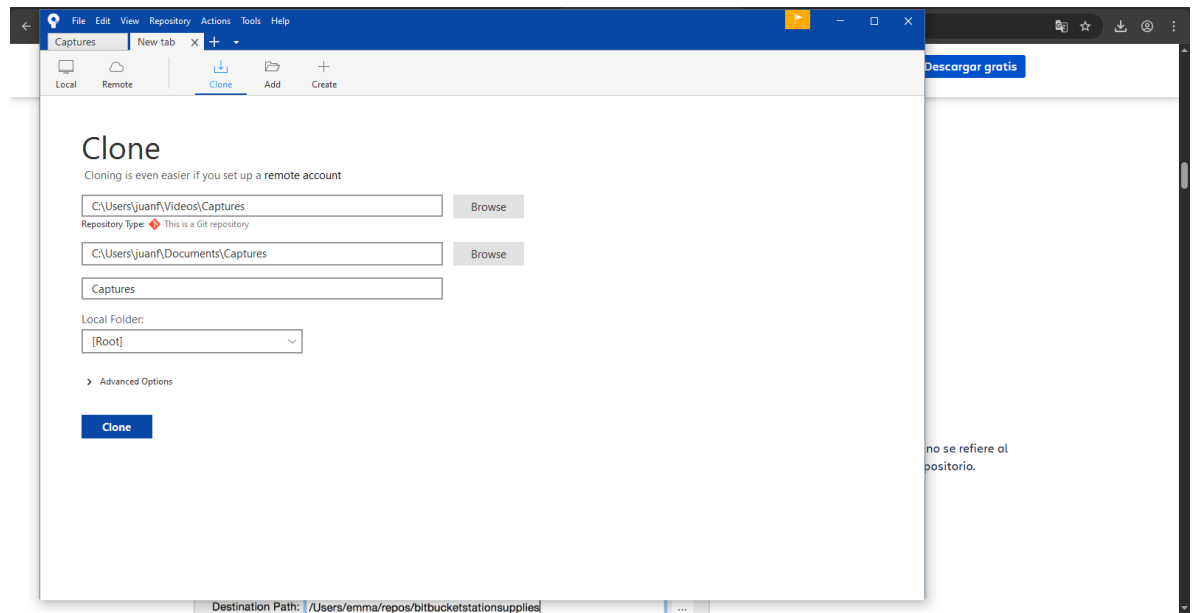 File Edit View Repository Actions Tools Help
Captures New tab
Local Remote Clone Add Create
Descargar gratis
Clone
Cloning is even easier if you set up a remote account
C:\Users\juanf\Videos\Captures Browse
Repository Type: This is a Git repository
C:\Users\juanf\Documents\Captures Browse
Captures
Local Folder:
[Root]
Advanced Options
Clone
no se refiere al
positorio.
Destination Path: /Users/emma/repos/bitbucketstationsupplies ...